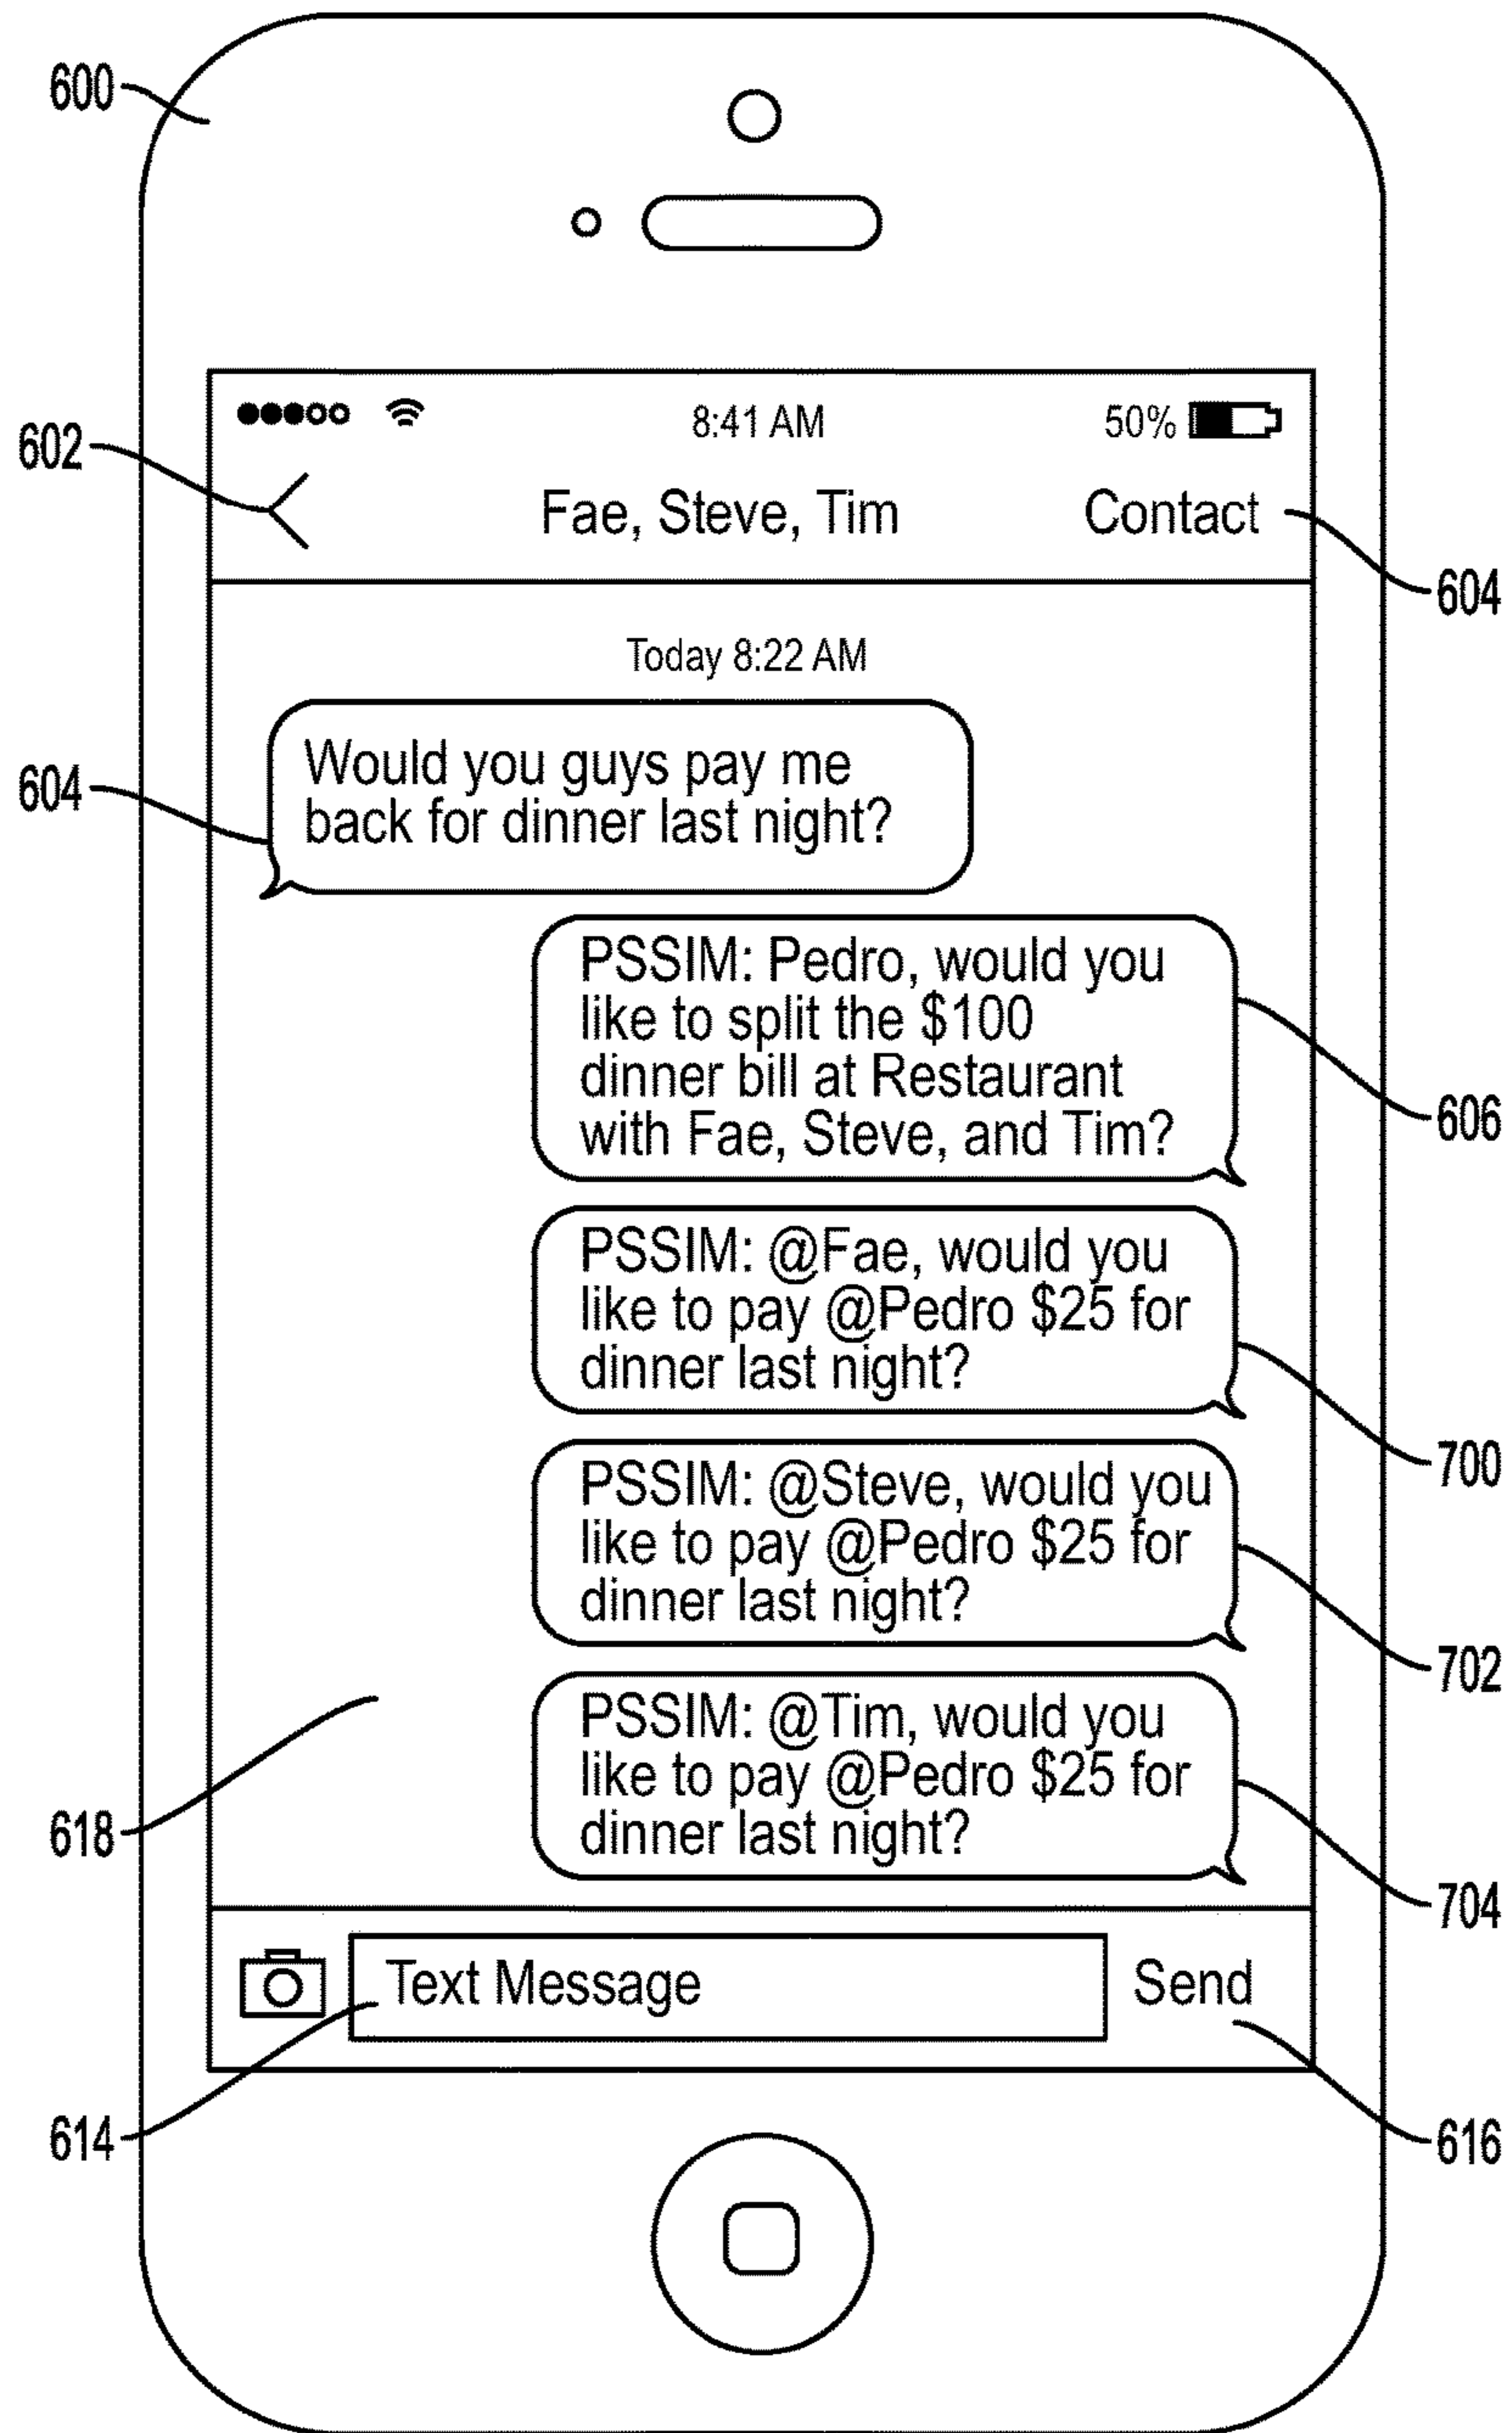 600
8:41 AM 50%
602
Fae, Steve, Tim Contact
604
Today 8:22 AM
604
Would you guys pay me
back for dinner last night?
PSSIM: Pedro, would you
like to split the $100
dinner bill at Restaurant
with Fae, Steve, and Tim?
606
PSSIM: @Fae, would you
like to pay @Pedro $25 for
dinner last night?
700
PSSIM: @Steve, would you
like to pay @Pedro $25 for
dinner last night?
702
PSSIM: @Tim, would you
like to pay @Pedro $25 for
dinner last night?
618
704
Text Message Send
614
616